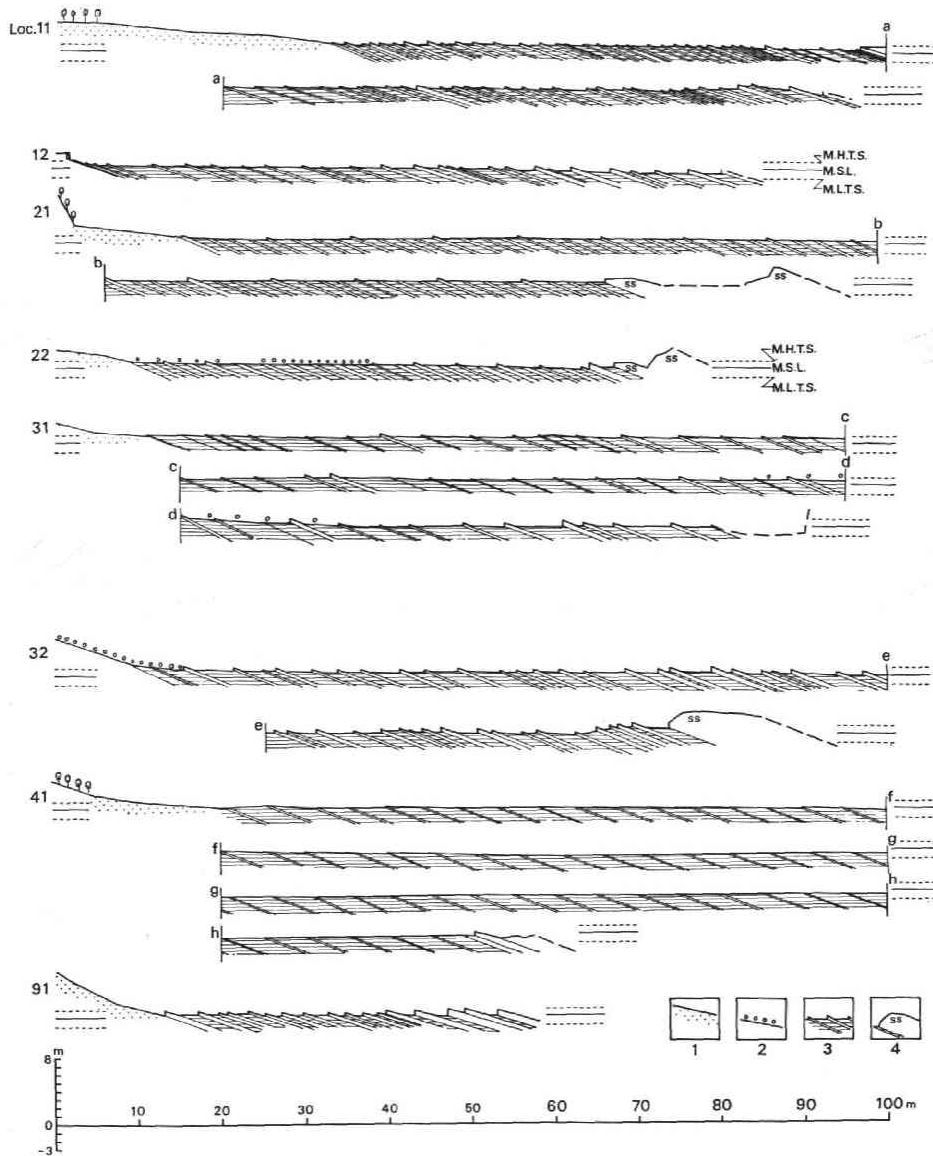 Loc.11
a
a
12
M.H.T.S.
M.S.L.
M.L.T.S.
21
b
b
ss
ss
22
ss
ss
M.H.T.S.
M.S.L.
M.L.T.S.
31
c
c
d
d
l
32
e
e
ss
41
f
f
g
g
h
h
91
ss
1 2 3 4
m
8
0
-3
10 20 30 40 50 60 70 80 90 100 m